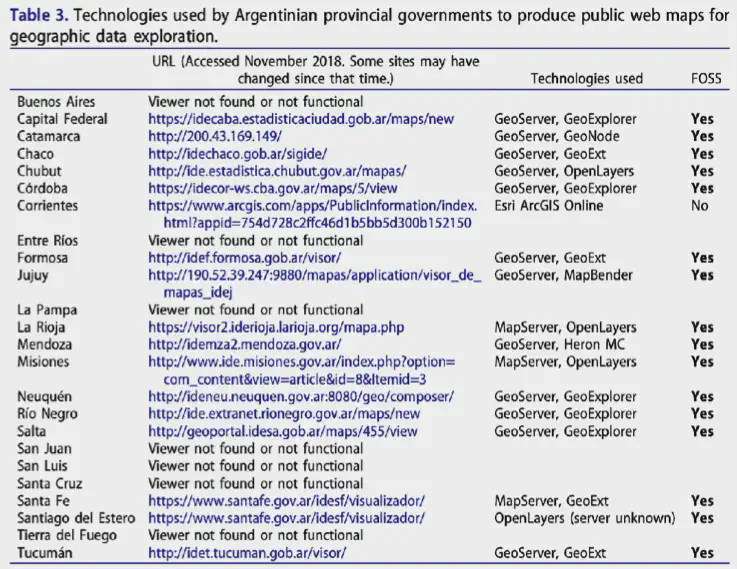 Table 3. Technologies used by Argentinian provincial governments to produce public web maps for
geographic data exploration.
URL (Accessed November 2018. Some sites may have
changed since that time.) Technologies used FOSS
Buenos Aires Viewer not found or not functional
Capital Federal https://idecaba.estadisticaciudad.gob.ar/maps/new GeoServer, GeoExplorer Yes
Catamarca http://200.43.169.149/ GeoServer, GeoNode Yes
Chaco http://idechaco.gob.ar/sigide/ GeoServer, GeoExt Yes
Chubut http://ide.estadistica.chubut.gov.ar/mapas/ GeoServer, OpenLayers Yes
Córdoba https://idecor-ws.cba.gov.ar/maps/5/view GeoServer, GeoExplorer Yes
Corrientes https://www.arcgis.com/apps/PublicInformation/index. Esri ArcGIS Online No
html?appid=754d728c2ffc46d1b5bb5d300b152150
Entre Ríos Viewer not found or not functional
Formosa http://idef.formosa.gob.ar/visor/ GeoServer, GeoExt Yes
Jujuy http://190.52.39.247:9880/mapas/application/visor_de_ GeoServer, MapBender Yes
mapas_idej
La Pampa Viewer not found or not functional
La Rioja https://visor2.iderioja.larioja.org/mapa.php MapServer, OpenLayers Yes
Mendoza http://idemza2.mendoza.gov.ar/ GeoServer, Heron MC Yes
Misiones http://www.ide.misiones.gov.ar/index.php?option= MapServer, OpenLayers Yes
com_content&view=article&id=8&Itemid=3
Neuquén http://ideneu.neuquen.gov.ar:8080/geo/composer/ GeoServer, GeoExplorer Yes
Río Negro http://ide.extranet.rionegro.gov.ar/maps/new GeoServer, GeoExplorer Yes
Salta http://geoportal.idesa.gob.ar/maps/455/view GeoServer, GeoExplorer Yes
San Juan Viewer not found or not functional
San Luis Viewer not found or not functional
Santa Cruz Viewer not found or not functional
Santa Fe https://www.santafe.gov.ar/idesf/visualizador/ MapServer, GeoExt Yes
Santiago del Estero https://www.santafe.gov.ar/idesf/visualizador/ OpenLayers (server unknown) Yes
Tierra del Fuego Viewer not found or not functional
Tucumán http://idet.tucuman.gob.ar/visor/ GeoServer, GeoExt Yes